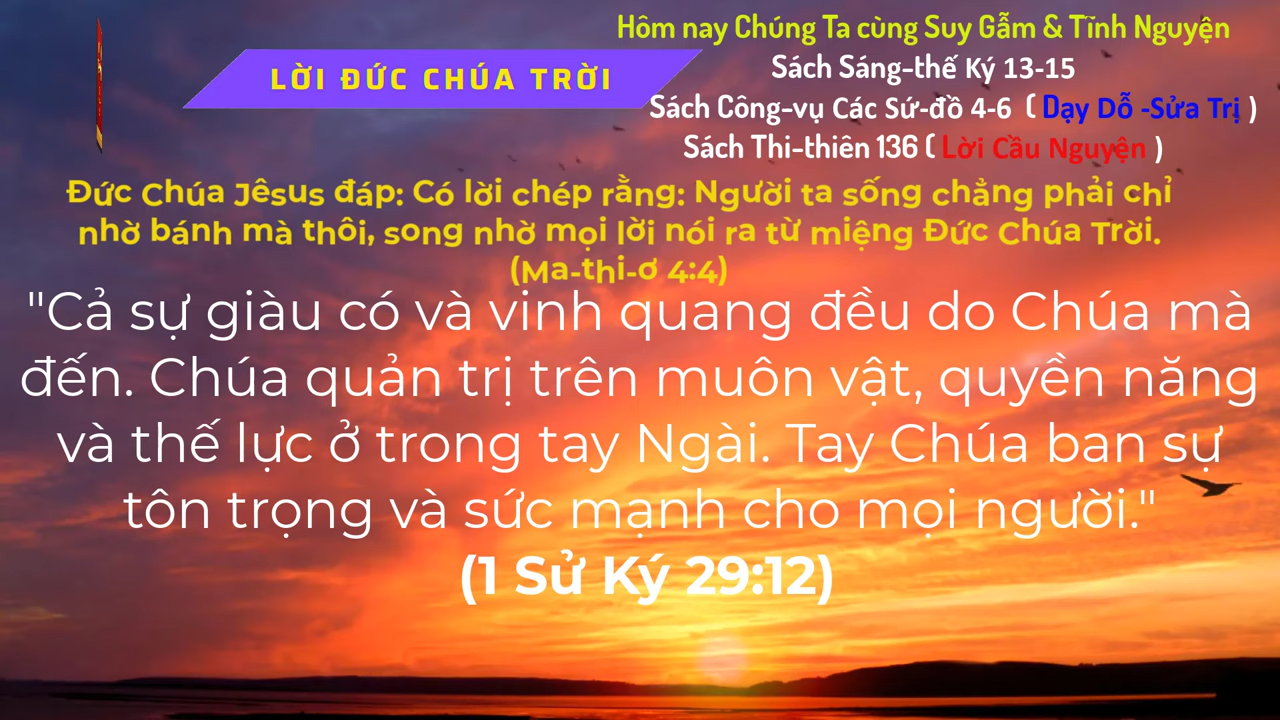 Hôm nay Chúng Ta cùng Suy Gẫm & Tĩnh Nguyện
LỜI ĐỨC CHÚA TRỜI
Sách Sáng-thế Ký 13-15
Sách Công-vụ Các Sứ-đồ 4-6 ( Dạy Dỗ -Sửa Trị )
Sách Thi-thiên 136 ( Lời Cầu Nguyện )
Đức Chúa Jêsus đáp: Có lời chép rằng: Người ta sống chẳng phải chỉ
nhờ bánh mà thôi, song nhờ mọi lời nói ra từ miệng Đức Chúa Trời.
(Ma-thi-ơ 4:4)
"Cả sự giàu có và vinh quang đều do Chúa mà
đến. Chúa quản trị trên muôn vật, quyền năng
và thế lực ở trong tay Ngài. Tay Chúa ban sự
tôn trọng và sức mạnh cho mọi người."
(1 Sử Ký 29:12)